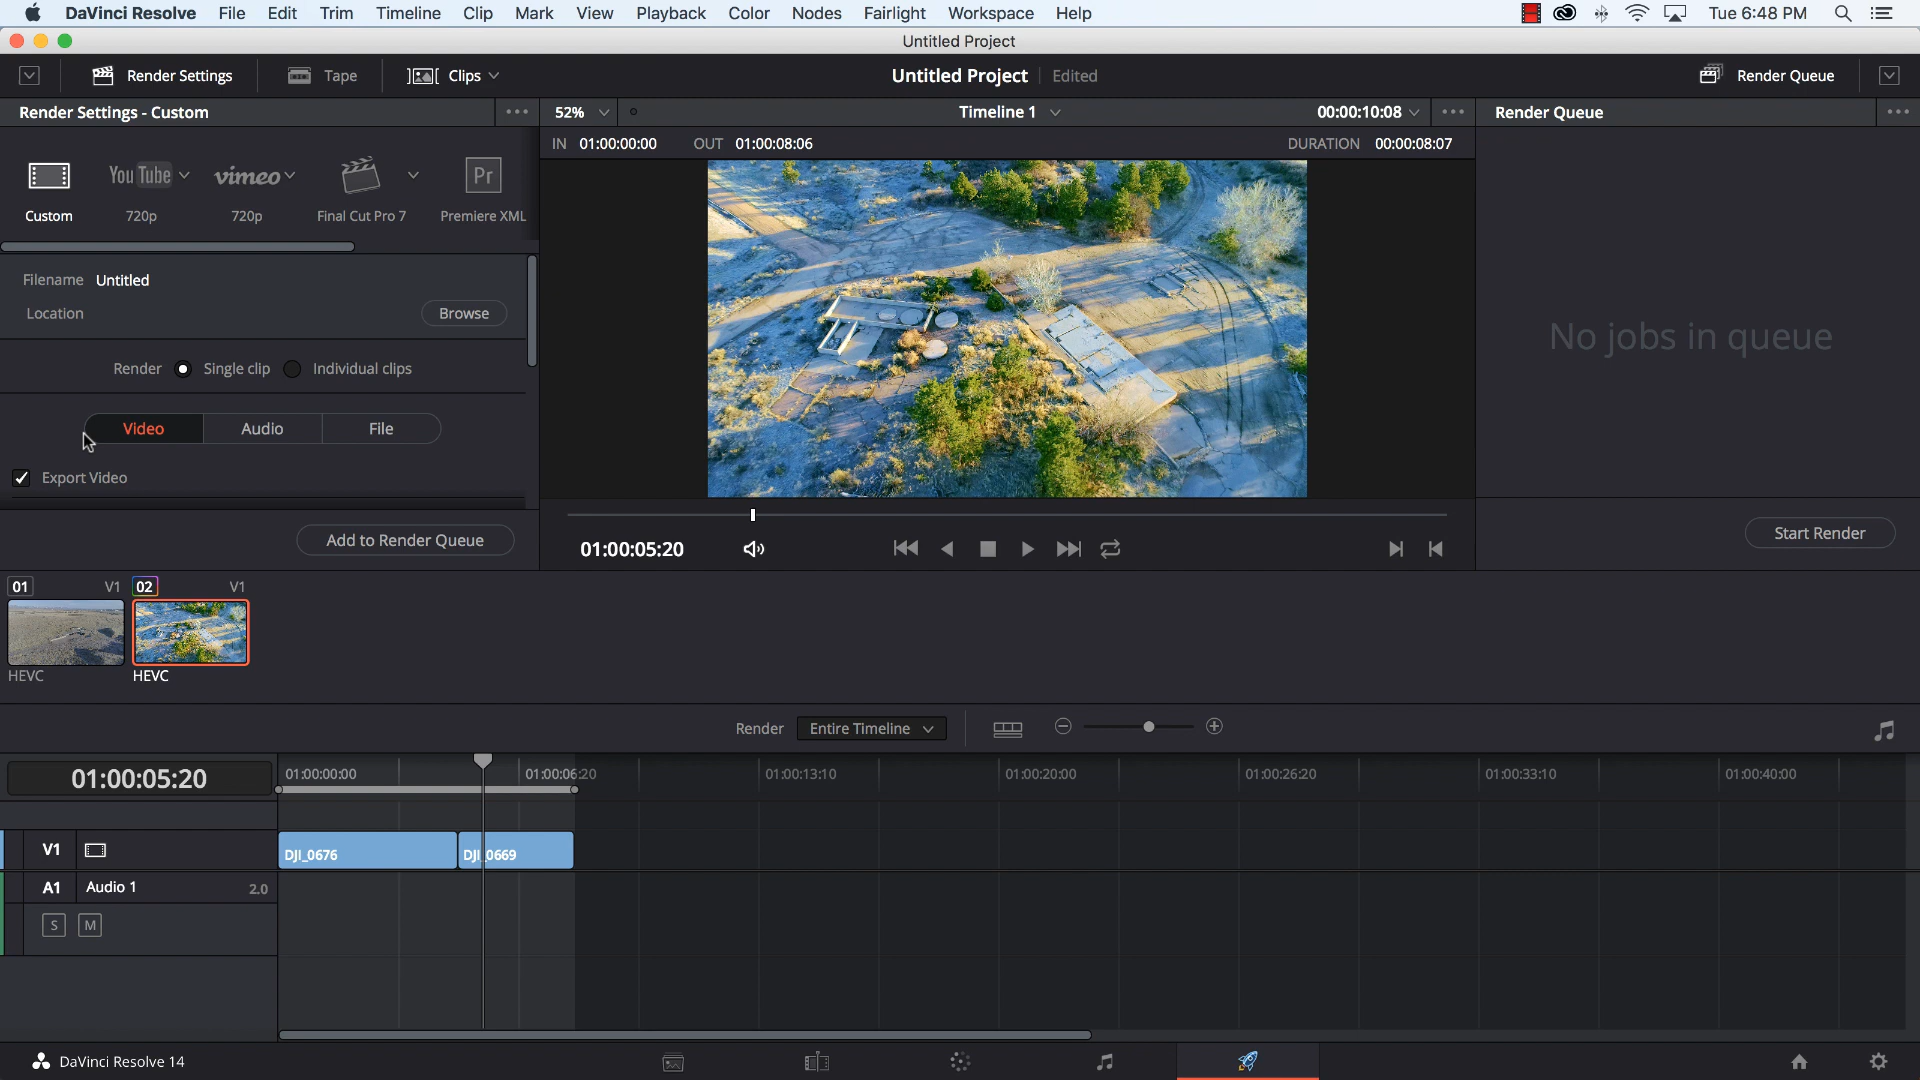 DaVinci Resolve File Edit Trim Timeline Clip Mark View Playback Color Nodes Fairlight Workspace Help Tue 6:48 PM
Untitled Project
Render Settings Tape Clips Untitled Project Edited Render Queue
Render Settings - Custom 52% Timeline 1 00:00:10:08 Render Queue
IN 01:00:00:00 OUT 01:00:08:06 DURATION 00:00:08:07
YouTube vimeo Pr
Custom 720p 720p Final Cut Pro 7 Premiere XML
Filename Untitled
Location Browse
No jobs in queue
Render Single clip Individual clips
Video Audio File
Export Video
Add to Render Queue 01:00:05:20 Start Render
01 V1 02 V1
HEVC HEVC
Render Entire Timeline
01:00:05:20 01:00:00:00 01:00:06:20 01:00:13:10 01:00:20:00 01:00:26:20 01:00:33:10 01:00:40:00
V1 DJI_0676 DJI_0669
A1 Audio 1 2.0
S M
DaVinci Resolve 14